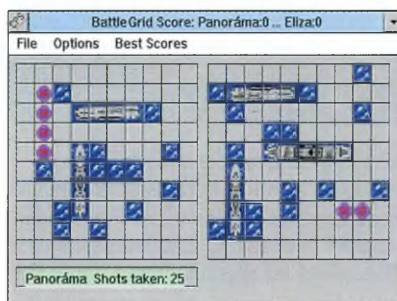 BattleGrid Score: Panoráma:0 ... Eliza:0
File Options Best Scores
Panoráma Shots taken: 25